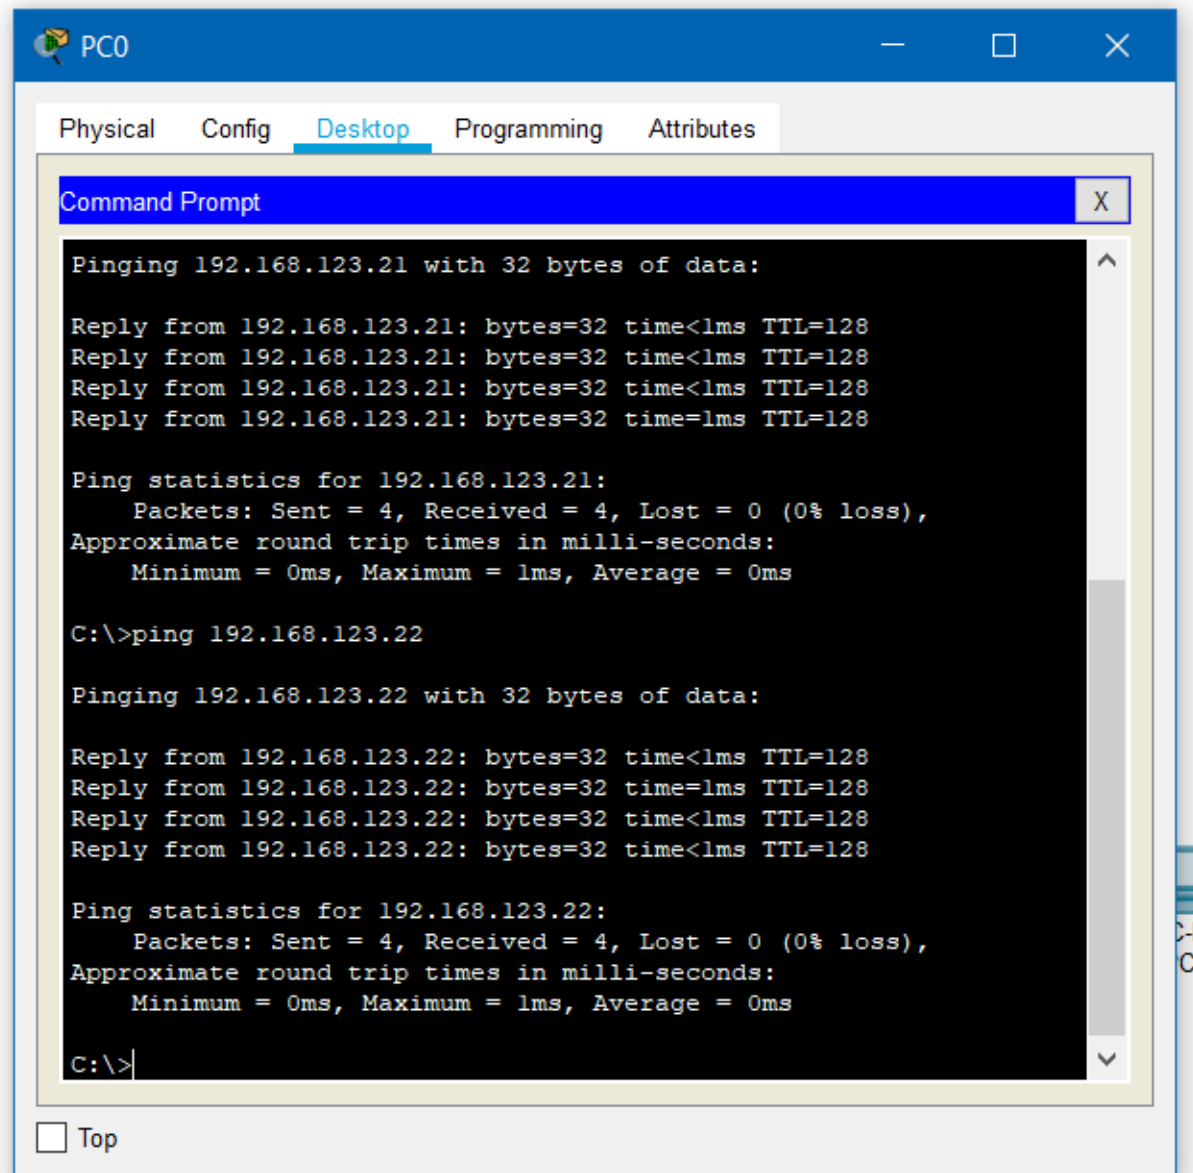 PC0
Physical Config Desktop Programming Attributes
Command Prompt X
Pinging 192.168.123.21 with 32 bytes of data:
Reply from 192.168.123.21: bytes=32 time<1ms TTL=128
Reply from 192.168.123.21: bytes=32 time<1ms TTL=128
Reply from 192.168.123.21: bytes=32 time<1ms TTL=128
Reply from 192.168.123.21: bytes=32 time=1ms TTL=128
Ping statistics for 192.168.123.21:
Packets: Sent = 4, Received = 4, Lost = 0 (0% loss),
Approximate round trip times in milli-seconds:
Minimum = 0ms, Maximum = 1ms, Average = 0ms
C:\>ping 192.168.123.22
Pinging 192.168.123.22 with 32 bytes of data:
Reply from 192.168.123.22: bytes=32 time<1ms TTL=128
Reply from 192.168.123.22: bytes=32 time=1ms TTL=128
Reply from 192.168.123.22: bytes=32 time<1ms TTL=128
Reply from 192.168.123.22: bytes=32 time<1ms TTL=128
Ping statistics for 192.168.123.22:
Packets: Sent = 4, Received = 4, Lost = 0 (0% loss),
Approximate round trip times in milli-seconds:
Minimum = 0ms, Maximum = 1ms, Average = 0ms
C:\>
Top